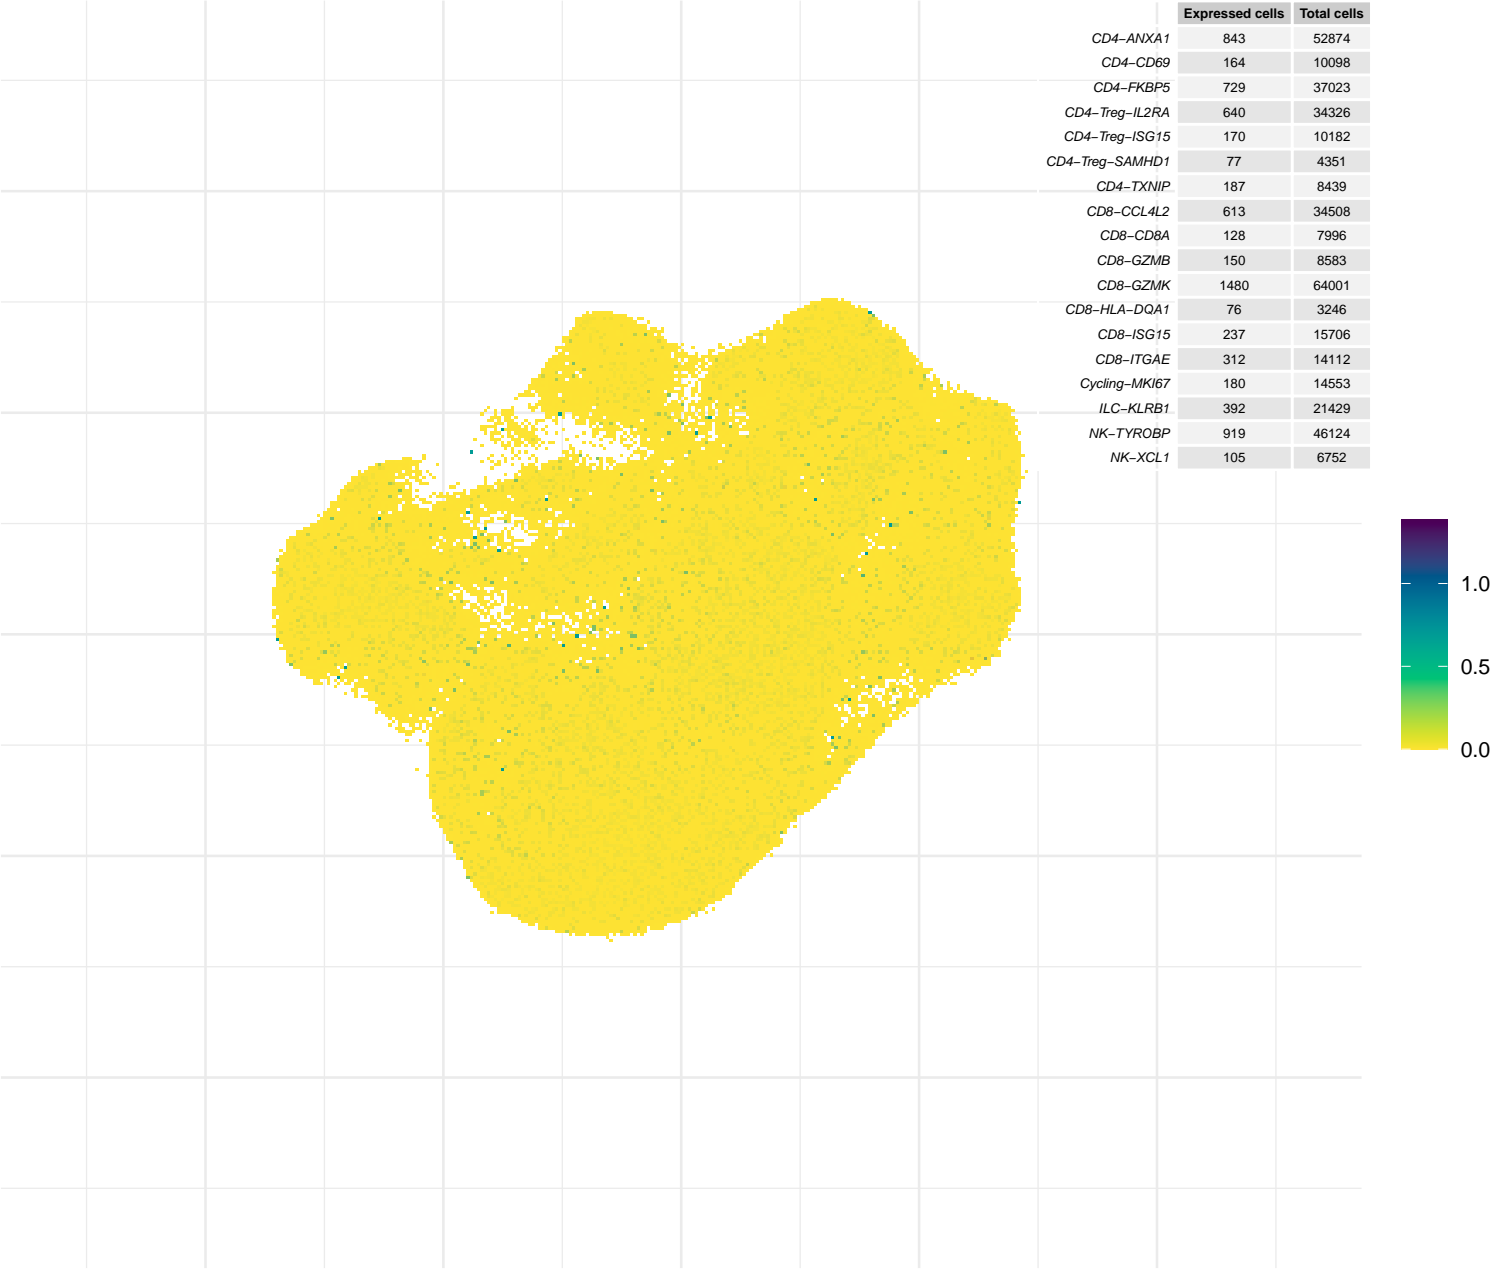 Expressed cells Total cells
CD4−ANXA1 843 52874
CD4−CD69 164 10098
CD4−FKBP5 729 37023
CD4−Treg−IL2RA 640 34326
CD4−Treg−ISG15 170 10182
CD4−Treg−SAMHD1 77 4351
CD4−TXNIP 187 8439
CD8−CCL4L2 613 34508
CD8−CD8A 128 7996
CD8−GZMB 150 8583
CD8−GZMK 1480 64001
CD8−HLA−DQA1 76 3246
CD8−ISG15 237 15706
CD8−ITGAE 312 14112
Cycling−MKI67 180 14553
ILC−KLRB1 392 21429
NK−TYROBP 919 46124
NK−XCL1 105 6752
1.0
0.5
0.0